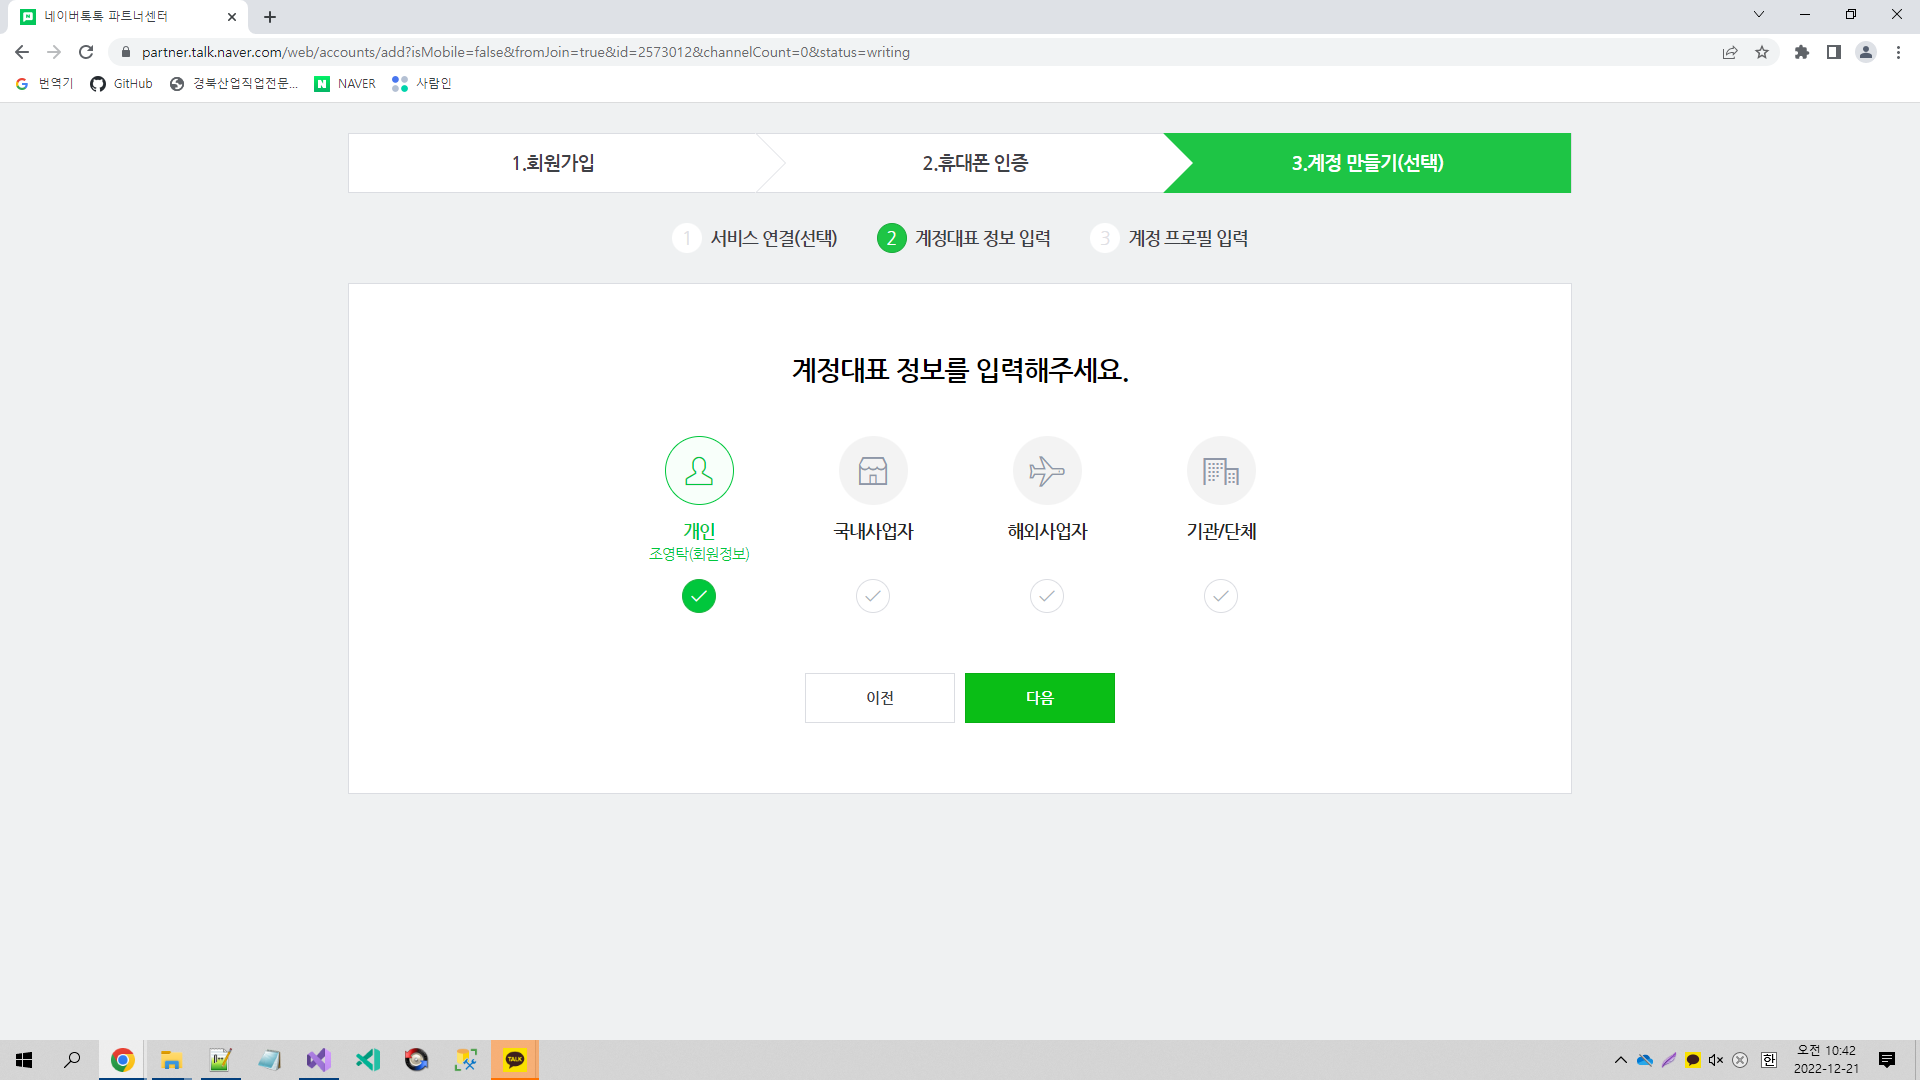 네이버톡톡 파트너센터
partner.talk.naver.com/web/accounts/add?isMobile=false&fromJoin=true&id=2573012&channelCount=0&status=writing
번역기 GitHub 경북산업직업전문... NAVER 사람인
1.회원가입 2.휴대폰 인증 3.계정 만들기(선택)
1 서비스 연결(선택) 2 계정대표 정보 입력 3 계정 프로필 입력
계정대표 정보를 입력해주세요.
개인 국내사업자 해외사업자 기관/단체
조영탁(회원정보)
이전 다음
TALK
한
오전 10:42
2022-12-21